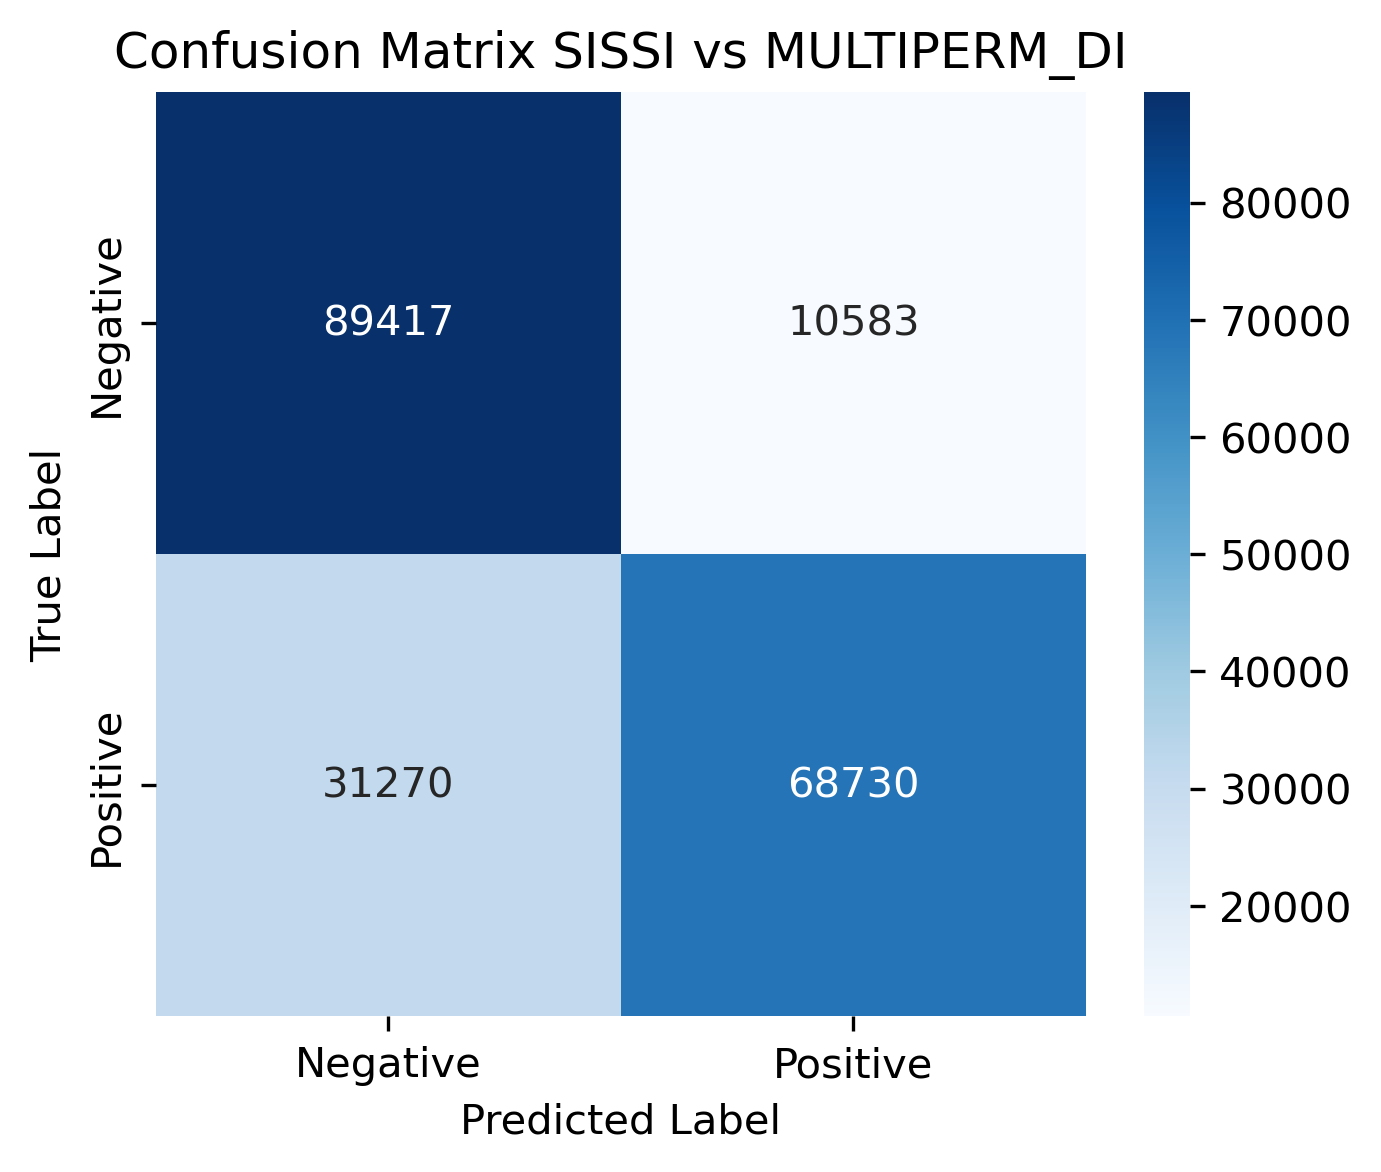 Confusion Matrix SISSI vs MULTIPERM_DI
True Label
Negative
Positive
89417
10583
31270
68730
Negative
Positive
Predicted Label
80000
70000
60000
50000
40000
30000
20000